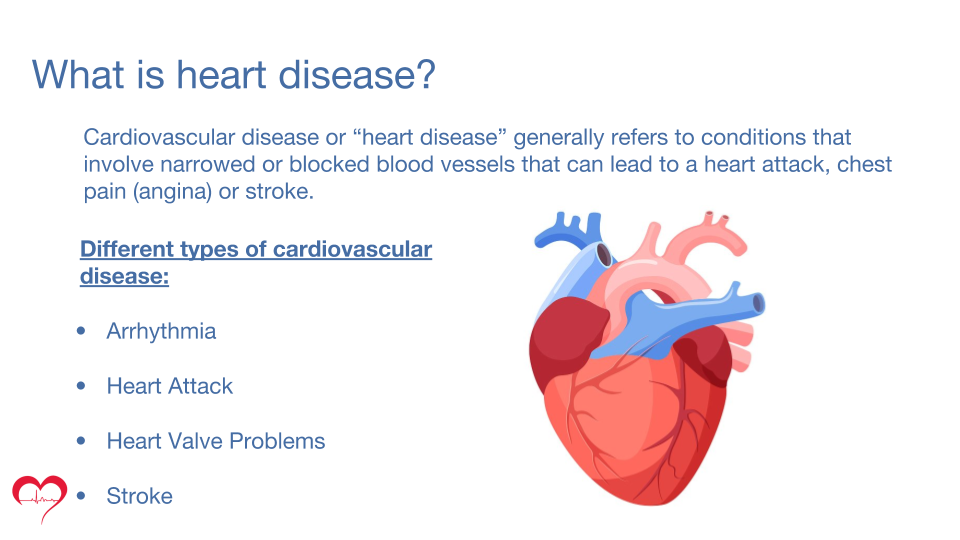 What is heart disease?
Cardiovascular disease or “heart disease” generally refers to conditions that
involve narrowed or blocked blood vessels that can lead to a heart attack, chest
pain (angina) or stroke.
Different types of cardiovascular
disease:
• Arrhythmia
• Heart Attack
• Heart Valve Problems
• Stroke